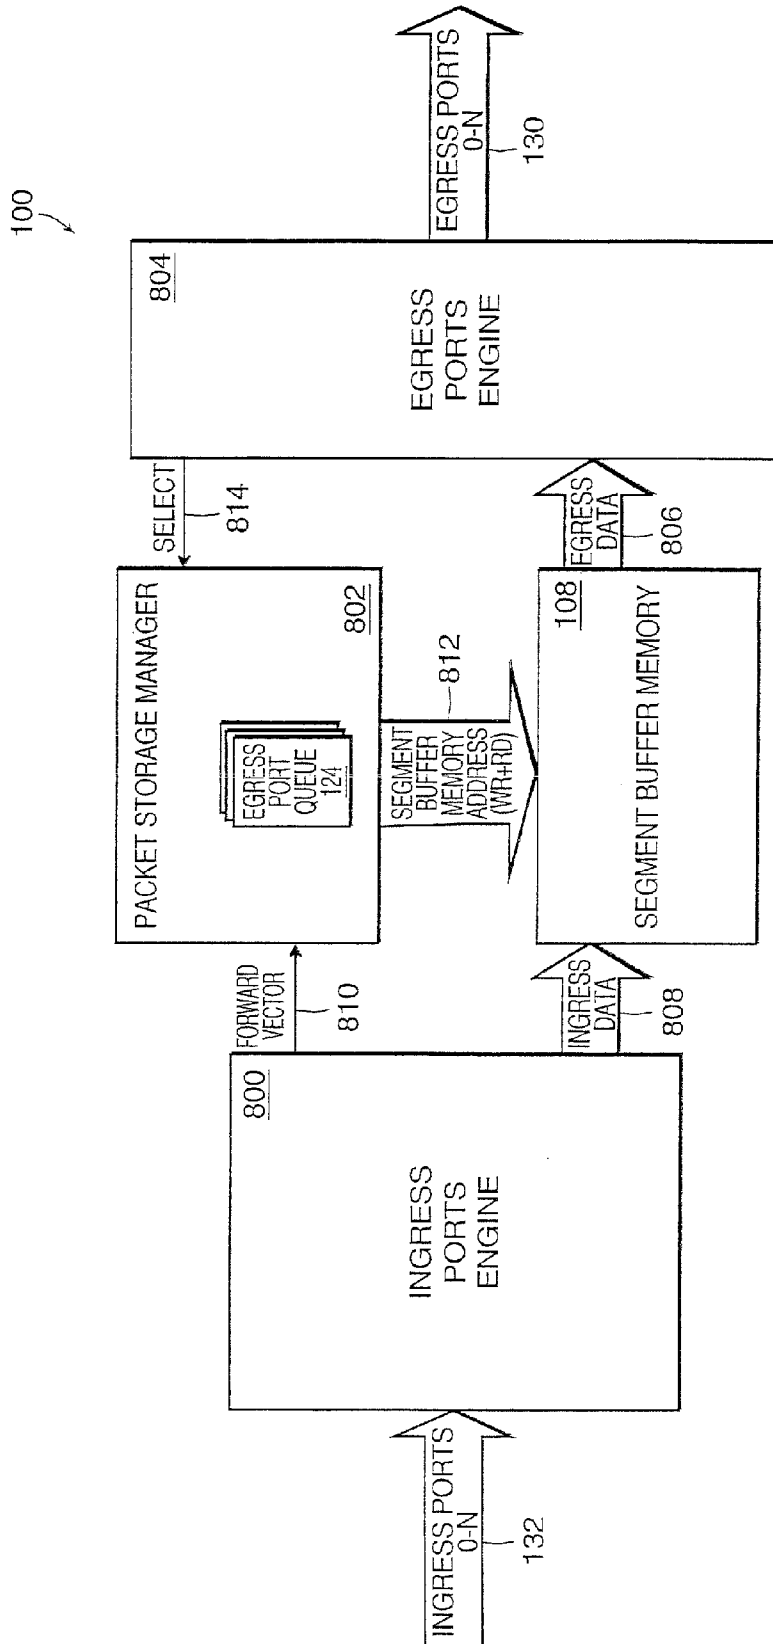 100
INGRESS PORTS
0-N
132
800
INGRESS
PORTS
ENGINE
FORWARD
VECTOR
810
INGRESS
DATA
808
PACKET STORAGE MANAGER
802
EGRESS
PORT
QUEUE
124
SEGMENT
BUFFER
MEMORY
ADDRESS
(WR+RD)
812
108
SEGMENT BUFFER MEMORY
SELECT
814
EGRESS
DATA
806
804
EGRESS
PORTS
ENGINE
EGRESS PORTS
0-N
130